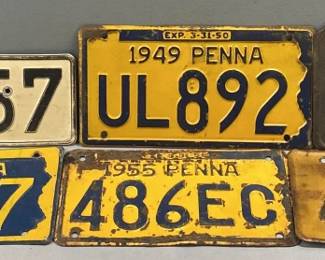 EXP. 3-31-50
1949 PENNA
57
UL892
1955 PENNA
7
486EC